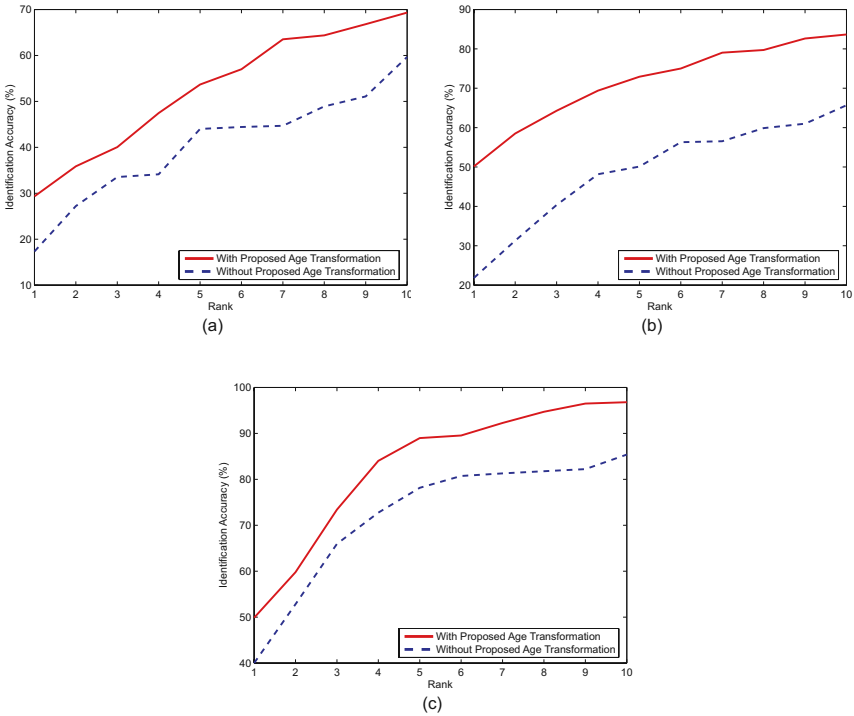 70
60
50
40
30
20
10
Identification Accuracy (%)
With Proposed Age Transformation
Without Proposed Age Transformation
1 2 3 4 5 6 7 8 9 10
Rank
(a)
90
80
70
60
50
40
30
20
Identification Accuracy (%)
With Proposed Age Transformation
Without Proposed Age Transformation
1 2 3 4 5 6 7 8 9 10
Rank
(b)
100
90
80
70
60
50
40
Identification Accuracy (%)
With Proposed Age Transformation
Without Proposed Age Transformation
1 2 3 4 5 6 7 8 9 10
Rank
(c)